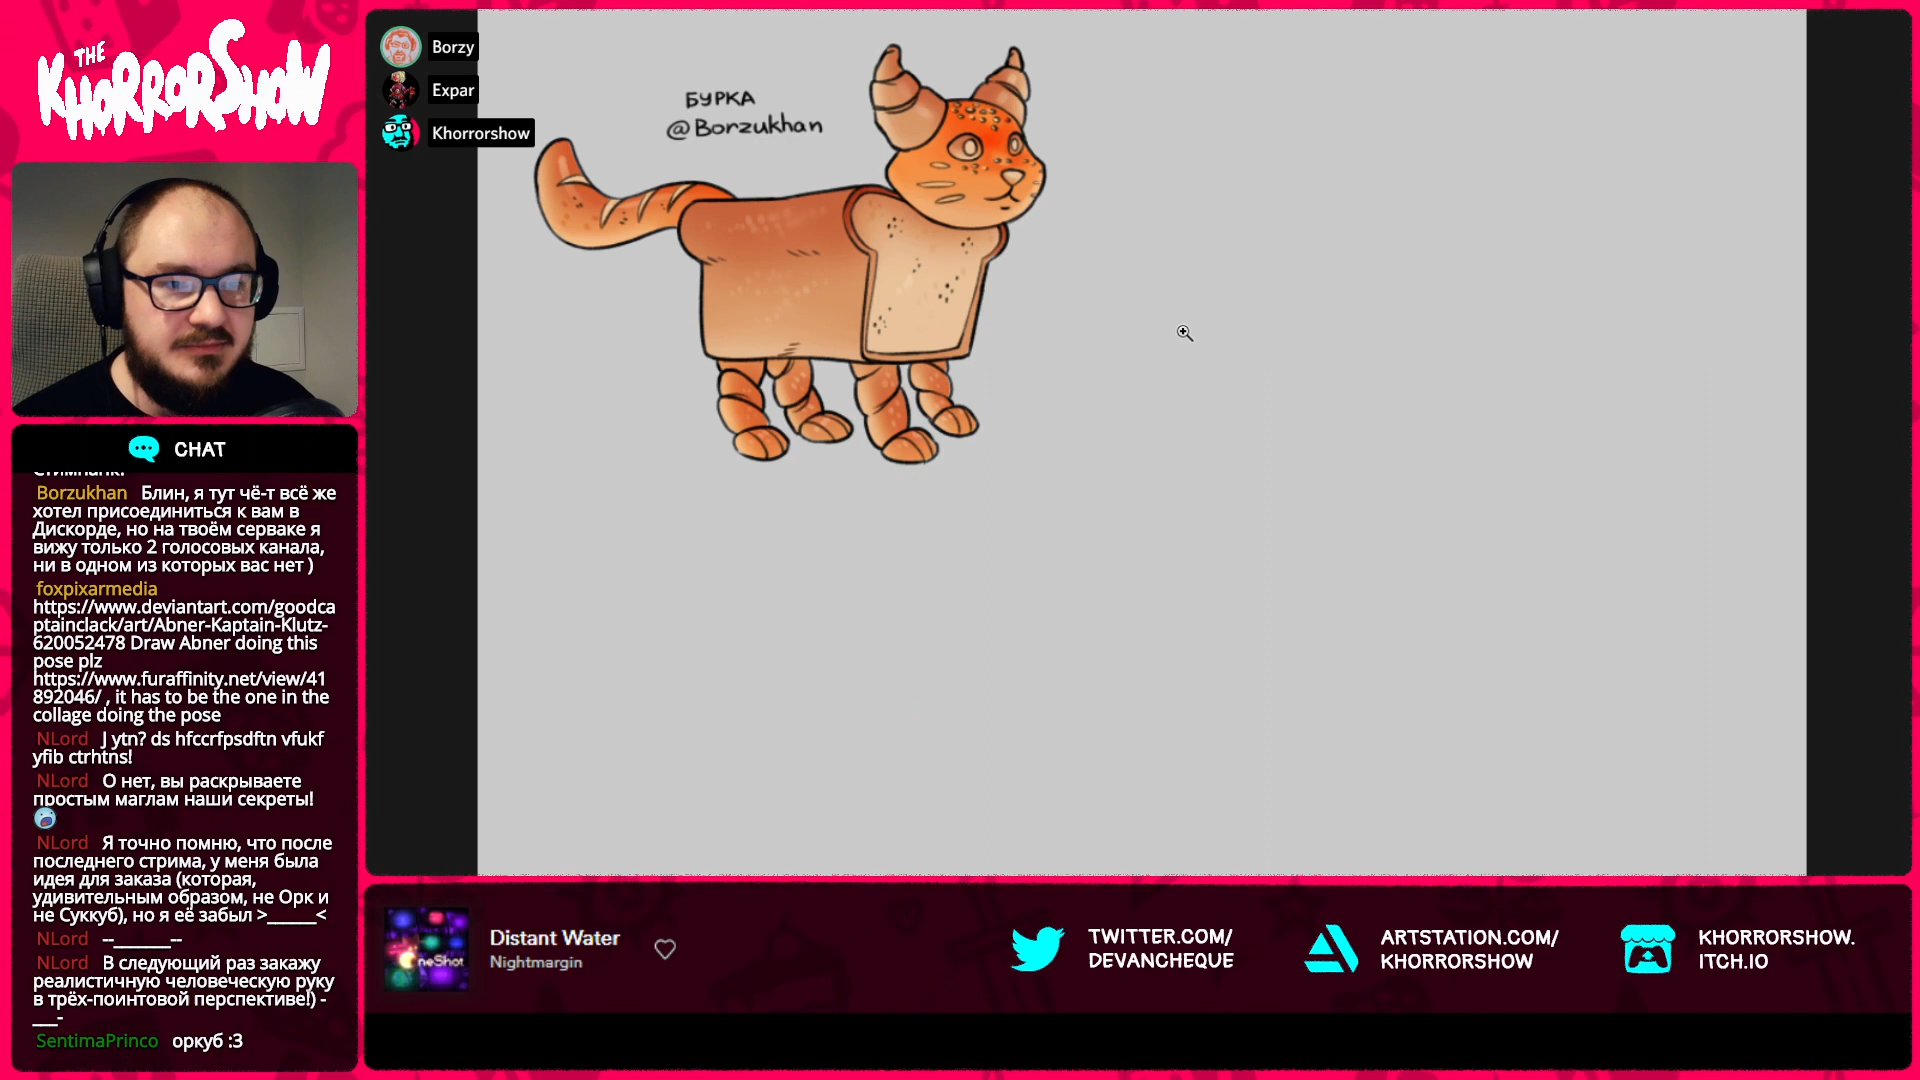 THE
KHORRORSHOW
Borzy
Expar
Khorrorshow
БУРКА
@Borzukhan
CHAT
Borzukhan Блин, я тут чё-т всё же
хотел присоединиться к вам в
Дискорде, но на твоём серваке я
вижу только 2 голосовых канала,
ни в одном из которых вас нет )
foxpixarmedia
https://www.deviantart.com/goodca
ptainclack/art/Abner-Kaptain-Klutz-
620052478 Draw Abner doing this
pose plz
https://www.furaffinity.net/view/41
892046/ , it has to be the one in the
collage doing the pose
NLord J ytn? ds hfccrfpsdftn vfukf
yfib ctrhtns!
NLord О нет, вы раскрываете
простым маглам наши секреты!
NLord Я точно помню, что после
последнего стрима, у меня была
идея для заказа (которая,
удивительным образом, не Орк и
не Суккуб), но я её забыл >______<
NLord --_______--
NLord В следующий раз закажу
реалистичную человеческую руку
в трёх-поинтовой перспективе!) -
___-
SentimaPrinco оркуб :3
neShot
Distant Water
Nightmargin
TWITTER.COM/
DEVANCHEQUE
ARTSTATION.COM/
KHORRORSHOW
KHORRORSHOW.
ITCH.IO